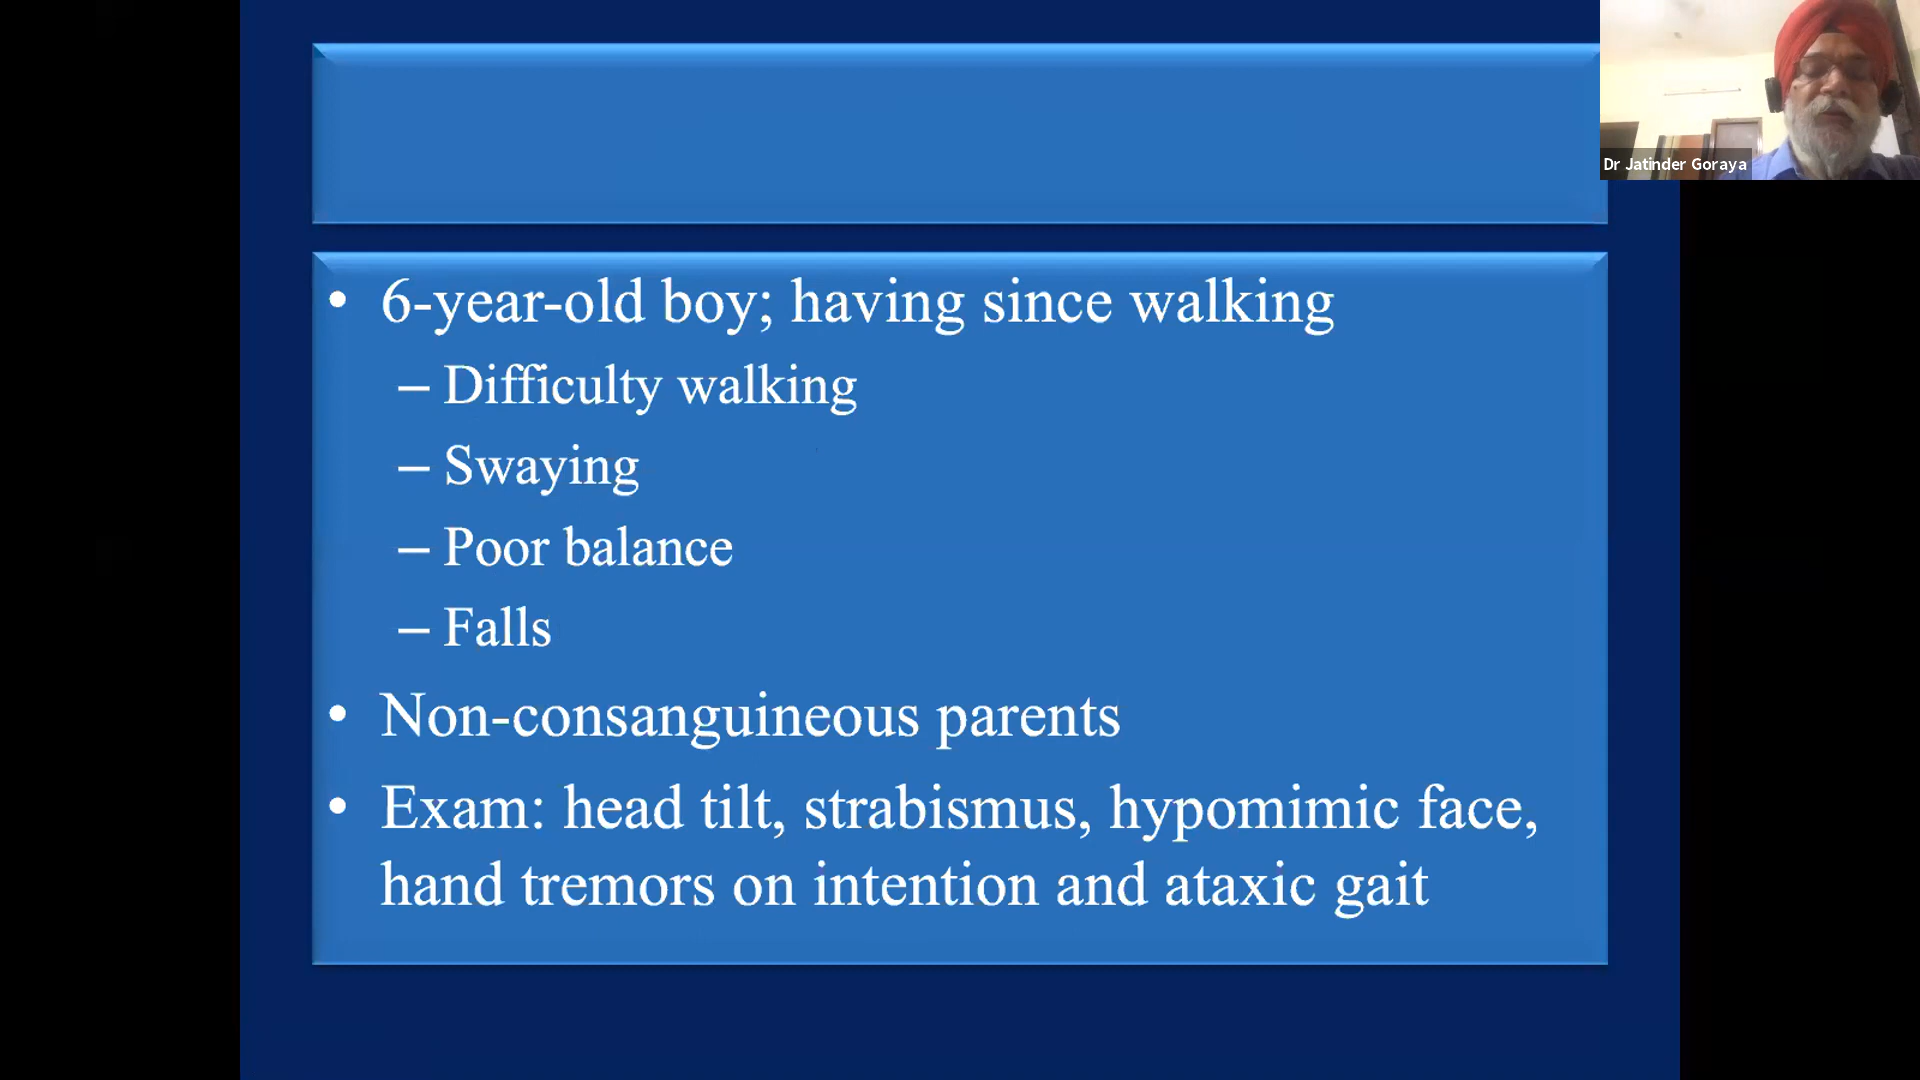 Dr Jatinder Goraya
• 6-year-old boy; having since walking
– Difficulty walking
– Swaying
– Poor balance
– Falls
• Non-consanguineous parents
• Exam: head tilt, strabismus, hypomimic face,
hand tremors on intention and ataxic gait